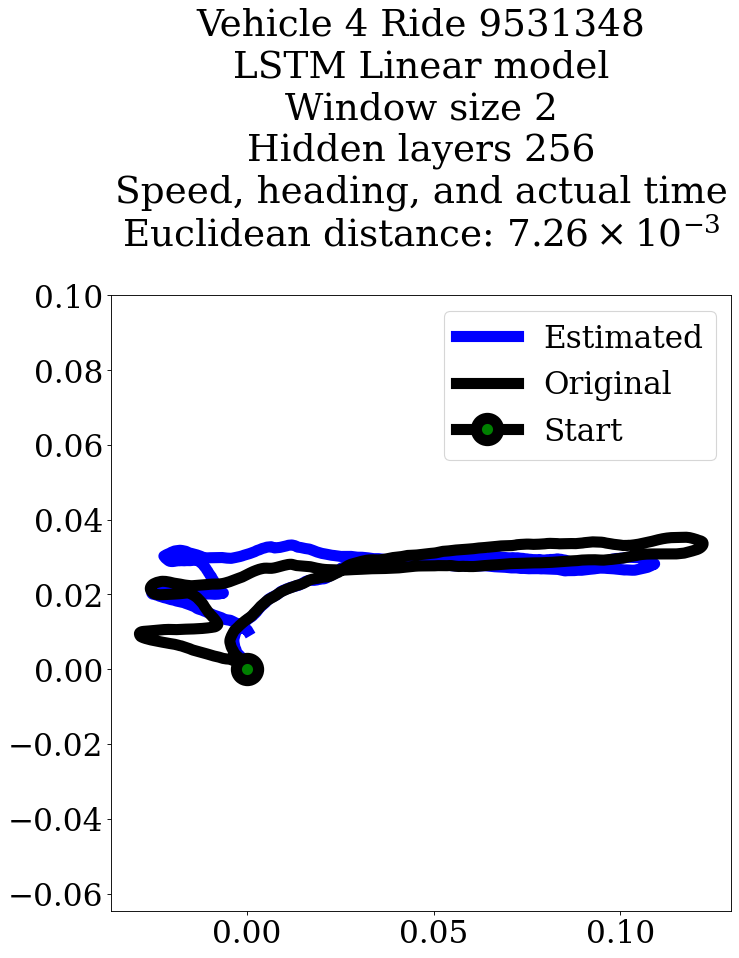 Vehicle 4 Ride 9531348
LSTM Linear model
Window size 2
Hidden layers 256
Speed, heading, and actual time
Euclidean distance: 7.26 × 10⁻³
0.10
0.08
0.06
0.04
0.02
0.00
−0.02
−0.04
−0.06
Estimated
Original
Start
0.00 0.05 0.10